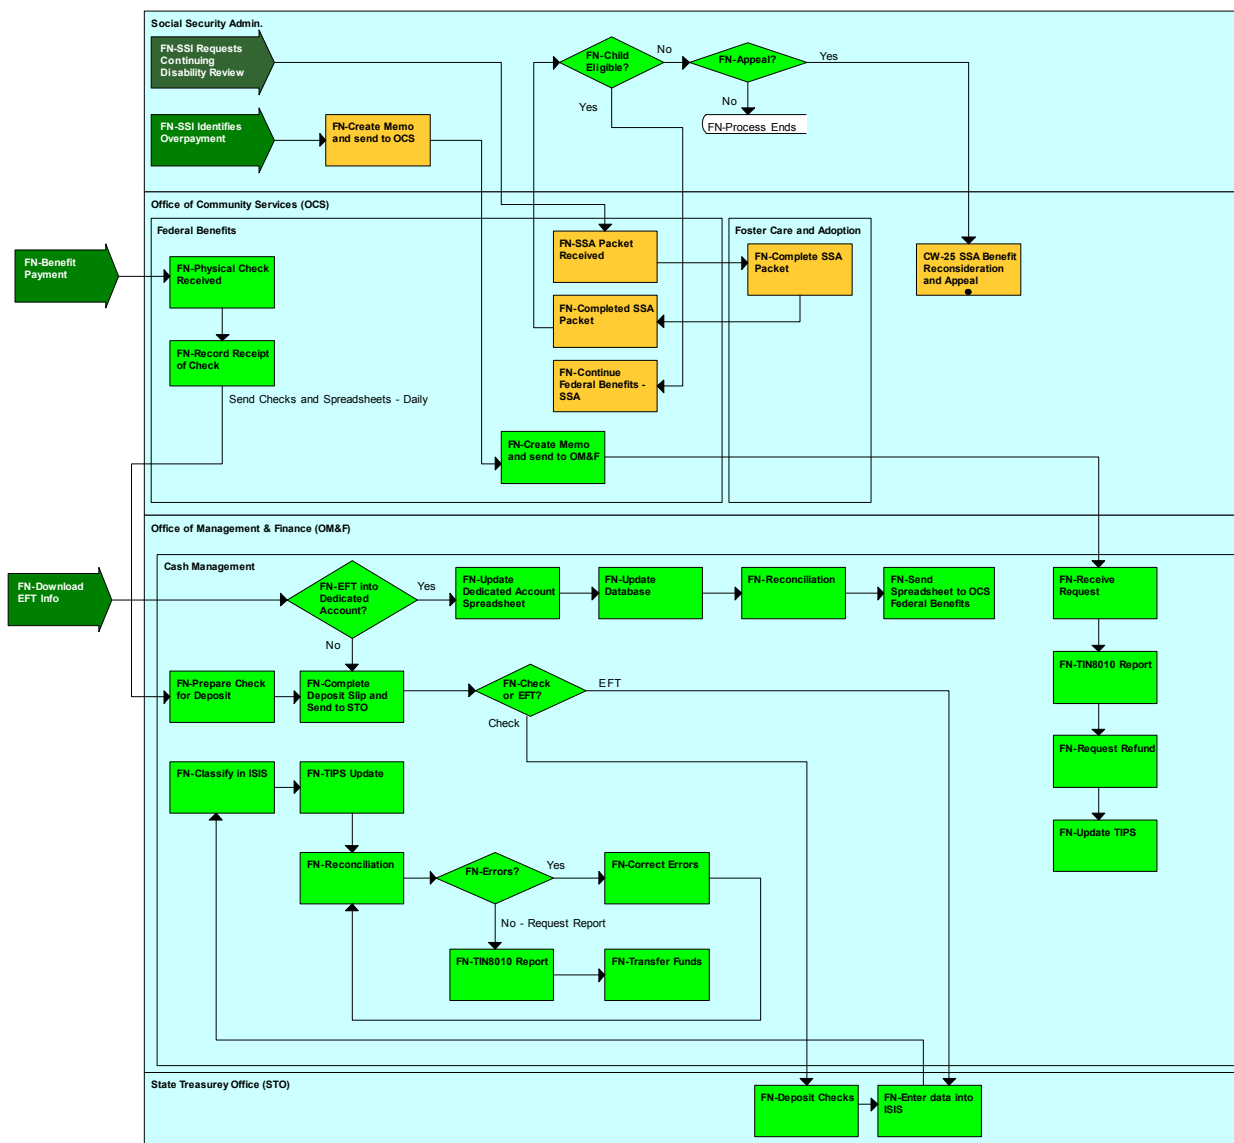 Social Security Admin.
FN-SSI Requests
Continuing
Disability Review
FN-Child
Eligible?
No
FN-Appeal?
Yes
Yes
No
FN-Process Ends
FN-SSI Identifies
Overpayment
FN-Create Memo
and send to OCS
Office of Community Services (OCS)
Federal Benefits
Foster Care and Adoption
FN-Benefit
Payment
FN-Physical Check
Received
FN-SSA Packet
Received
FN-Complete SSA
Packet
CW-25 SSA Benefit
Reconsideration
and Appeal
FN-Completed SSA
Packet
FN-Record Receipt
of Check
FN-Continue
Federal Benefits -
SSA
Send Checks and Spreadsheets - Daily
FN-Create Memo
and send to OM&F
Office of Management & Finance (OM&F)
Cash Management
FN-Download
EFT Info
FN-EFT into
Dedicated
Account?
Yes
FN-Update
Dedicated Account
Spreadsheet
FN-Update
Database
FN-Reconciliation
FN-Send
Spreadsheet to OCS
Federal Benefits
FN-Receive
Request
No
FN-Prepare Check
for Deposit
FN-Complete
Deposit Slip and
Send to STO
FN-Check
or EFT?
EFT
Check
FN-TIN8010 Report
FN-Request Refund
FN-Update TIPS
FN-Classify in ISIS
FN-TIPS Update
FN-Reconciliation
FN-Errors?
Yes
FN-Correct Errors
No - Request Report
FN-TIN8010 Report
FN-Transfer Funds
State Treasurey Office (STO)
FN-Deposit Checks
FN-Enter data into
ISIS